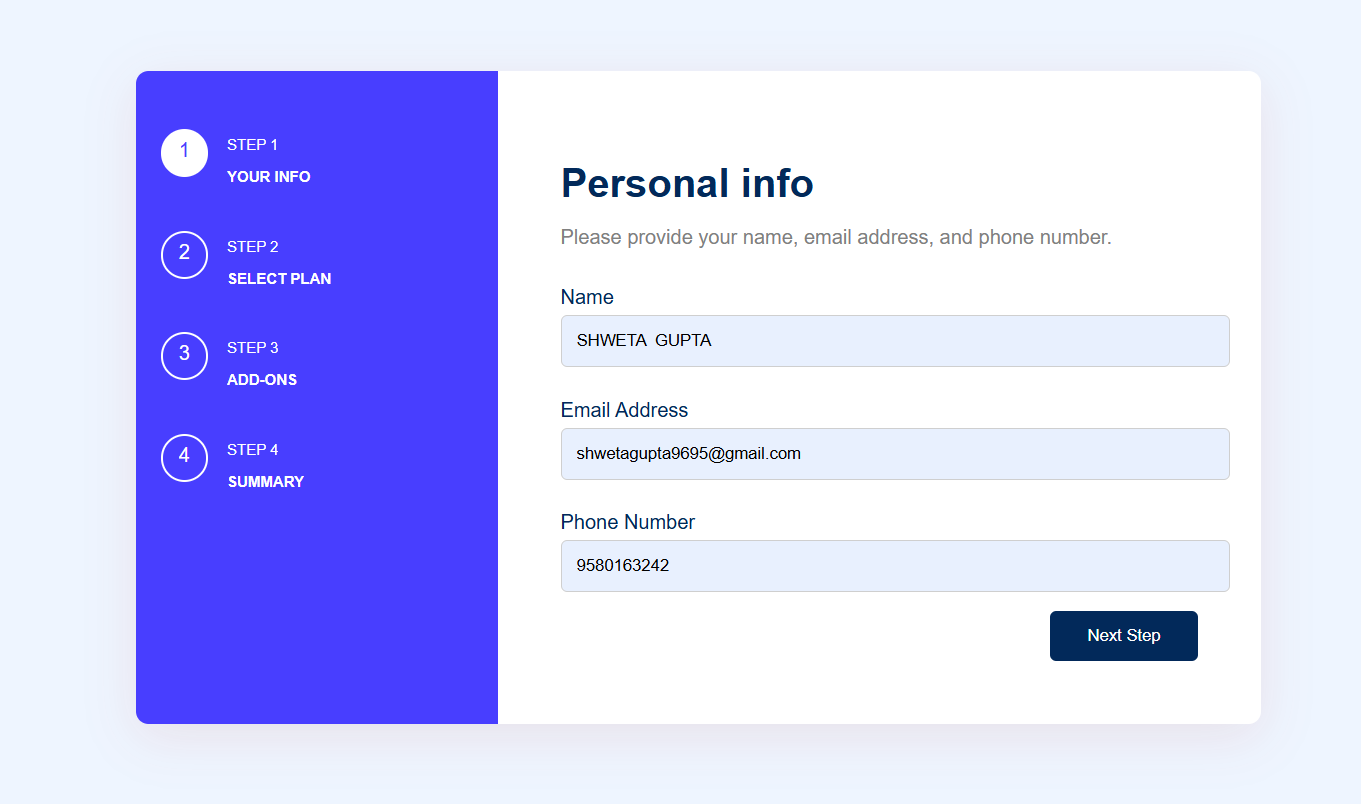 1
STEP 1
YOUR INFO
2
STEP 2
SELECT PLAN
3
STEP 3
ADD-ONS
4
STEP 4
SUMMARY
Personal info
Please provide your name, email address, and phone number.
Name
SHWETA  GUPTA
Email Address
shwetagupta9695@gmail.com
Phone Number
9580163242
Next Step